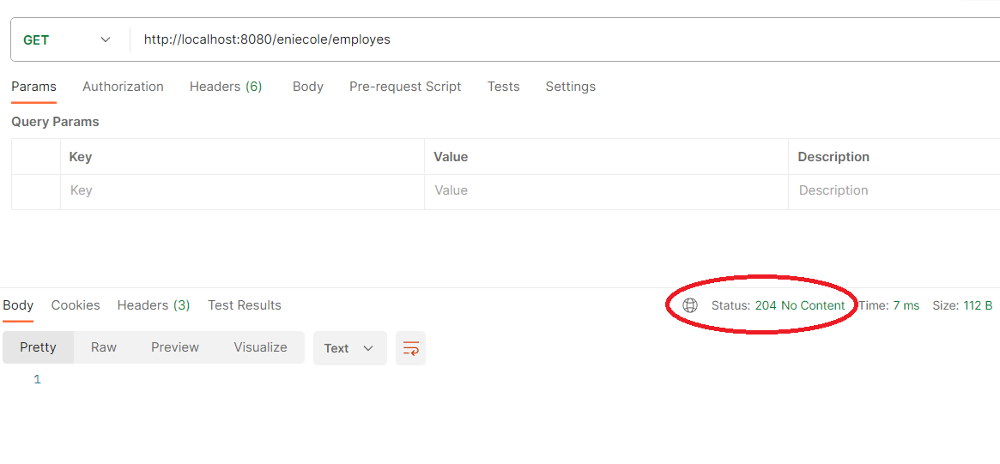 GET http://localhost:8080/eniecole/employes
Params Authorization Headers (6) Body Pre-request Script Tests Settings
Query Params
Key Value Description
Key Value Description
Body Cookies Headers (3) Test Results Status: 204 No Content Time: 7 ms Size: 112 B
Pretty Raw Preview Visualize Text
1